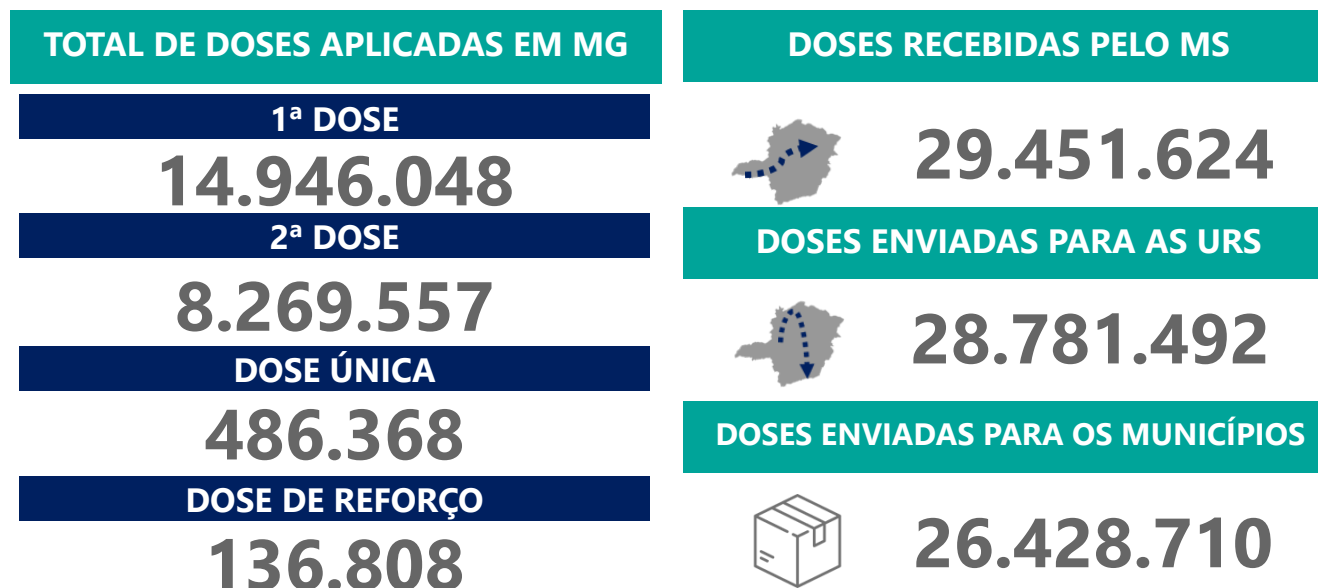 TOTAL DE DOSES APLICADAS EM MG
1ª DOSE
14.946.048
2ª DOSE
8.269.557
DOSE ÚNICA
486.368
DOSE DE REFORÇO
136.808
DOSES RECEBIDAS PELO MS
29.451.624
DOSES ENVIADAS PARA AS URS
28.781.492
DOSES ENVIADAS PARA OS MUNICÍPIOS
26.428.710